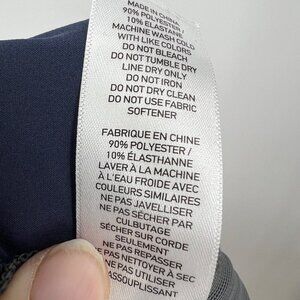 MADE IN CHINA
90% POLYESTER /
10% ELASTANE
MACHINE WASH COLD
WITH LIKE COLORS
DO NOT BLEACH
DO NOT TUMBLE DRY
LINE DRY ONLY
DO NOT IRON
DO NOT DRY CLEAN
DO NOT USE FABRIC
SOFTENER
FABRIQUE EN CHINE
90% POLYESTER /
10% ÉLASTHANNE
LAVER À LA MACHINE
À L'EAU FROIDE AVEC
COULEURS SIMILAIRES
NE PAS JAVELLISER
NE PAS SÉCHER PAR
CULBUTAGE
SÉCHER SUR CORDE
SEULEMENT
NE PAS REPASSER
NE PAS NETTOYER À SEC
NE PAS UTILISER
ASSOUPLISSANT